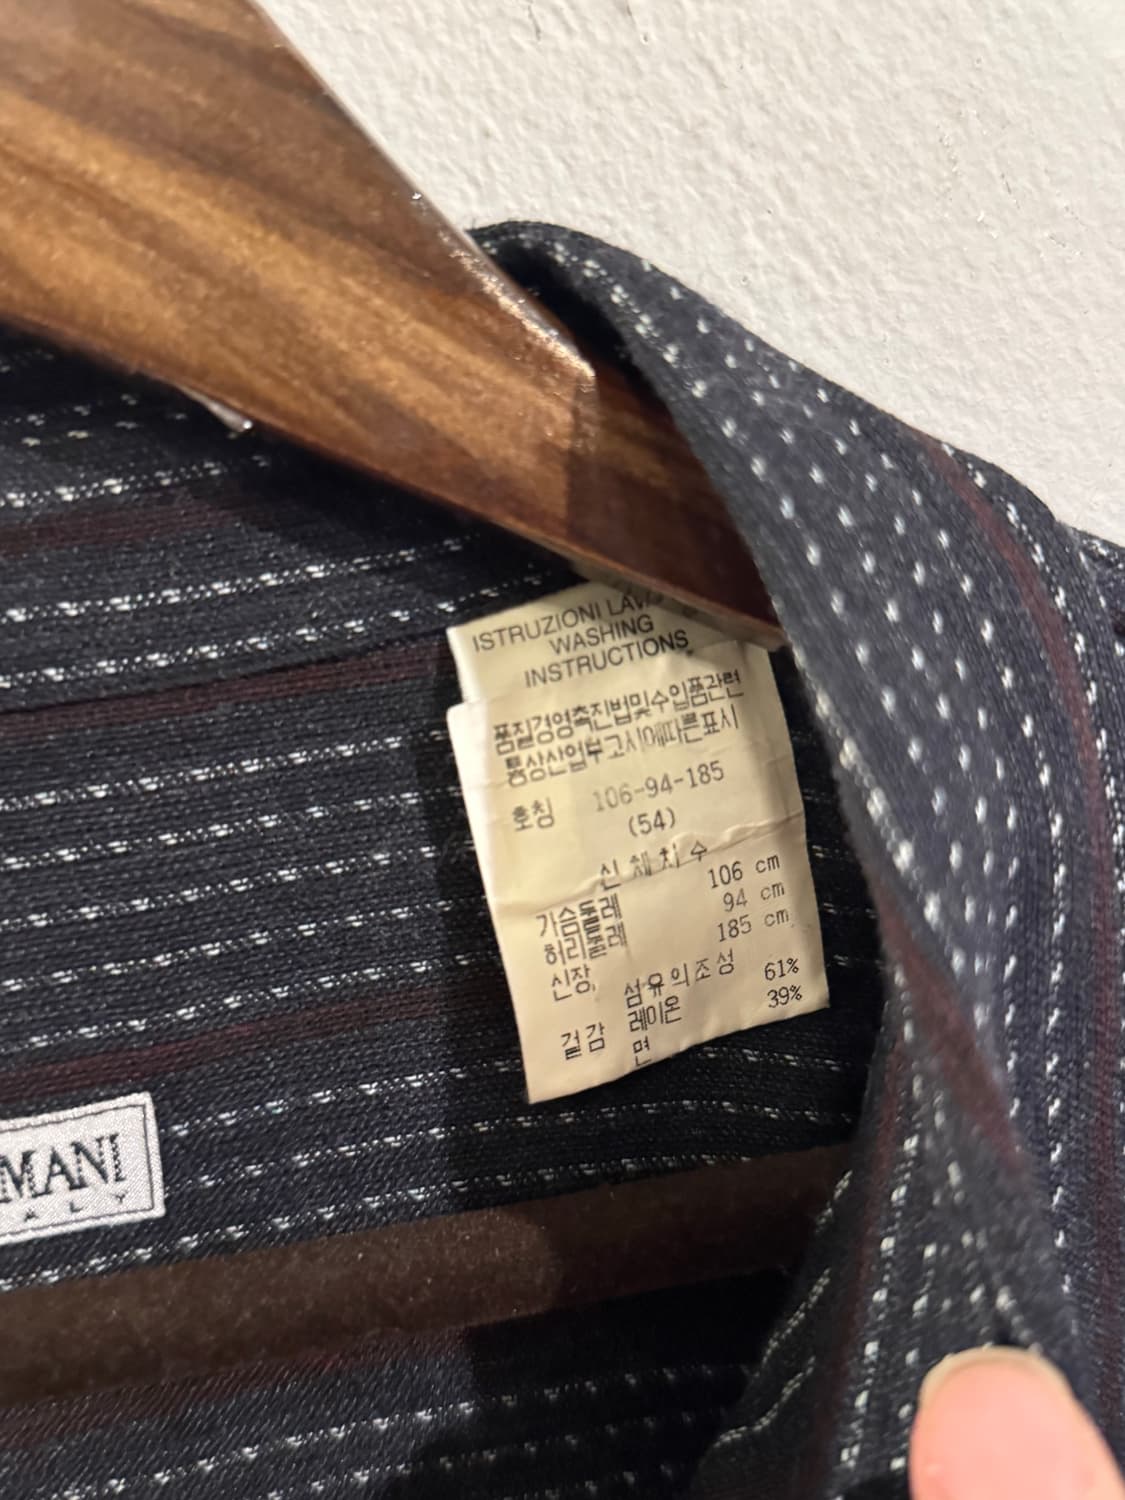 ISTRUZIONI
WASHING
INSTRUCTIONS
품질경영촉진법및수입품관련
통상산업부고시에따른표시
호칭 106-94-185
(54)
신체치수
가슴둘레 106 cm
허리둘레 94 cm
신장 185 cm
섬유의조성
겉감 레이온 61%
면 39%
MANI
A L Y